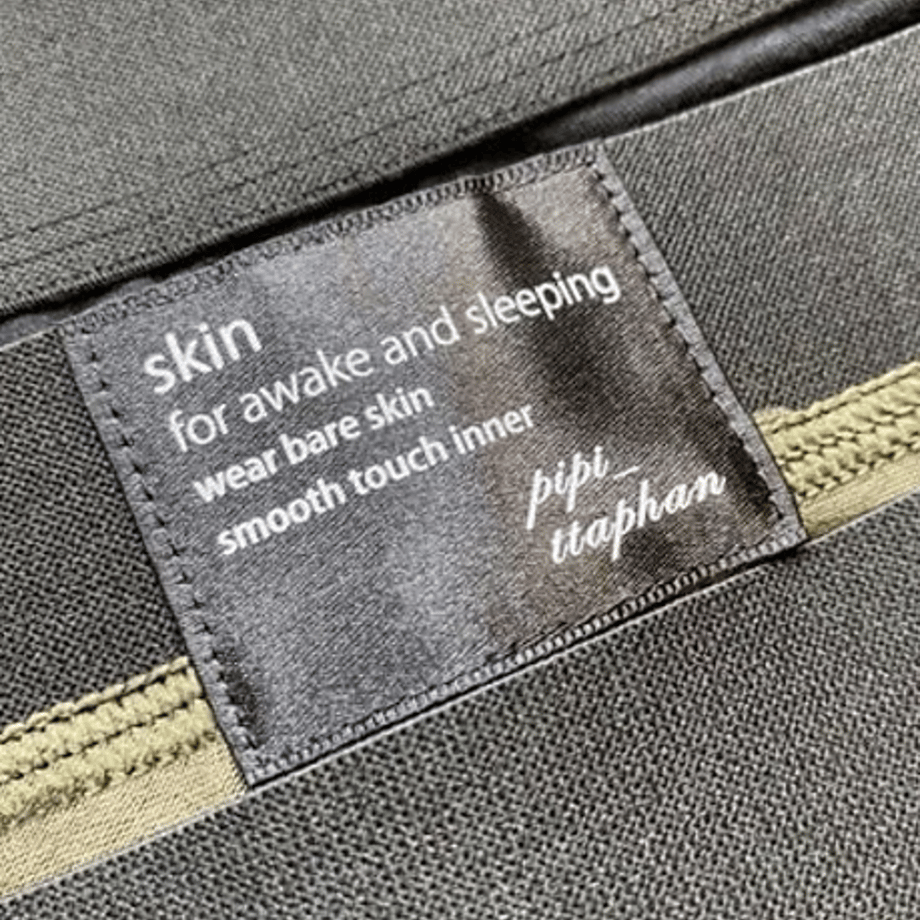 skin
for awake and sleeping
wear bare skin
smooth touch inner
pipi_
ttaphan